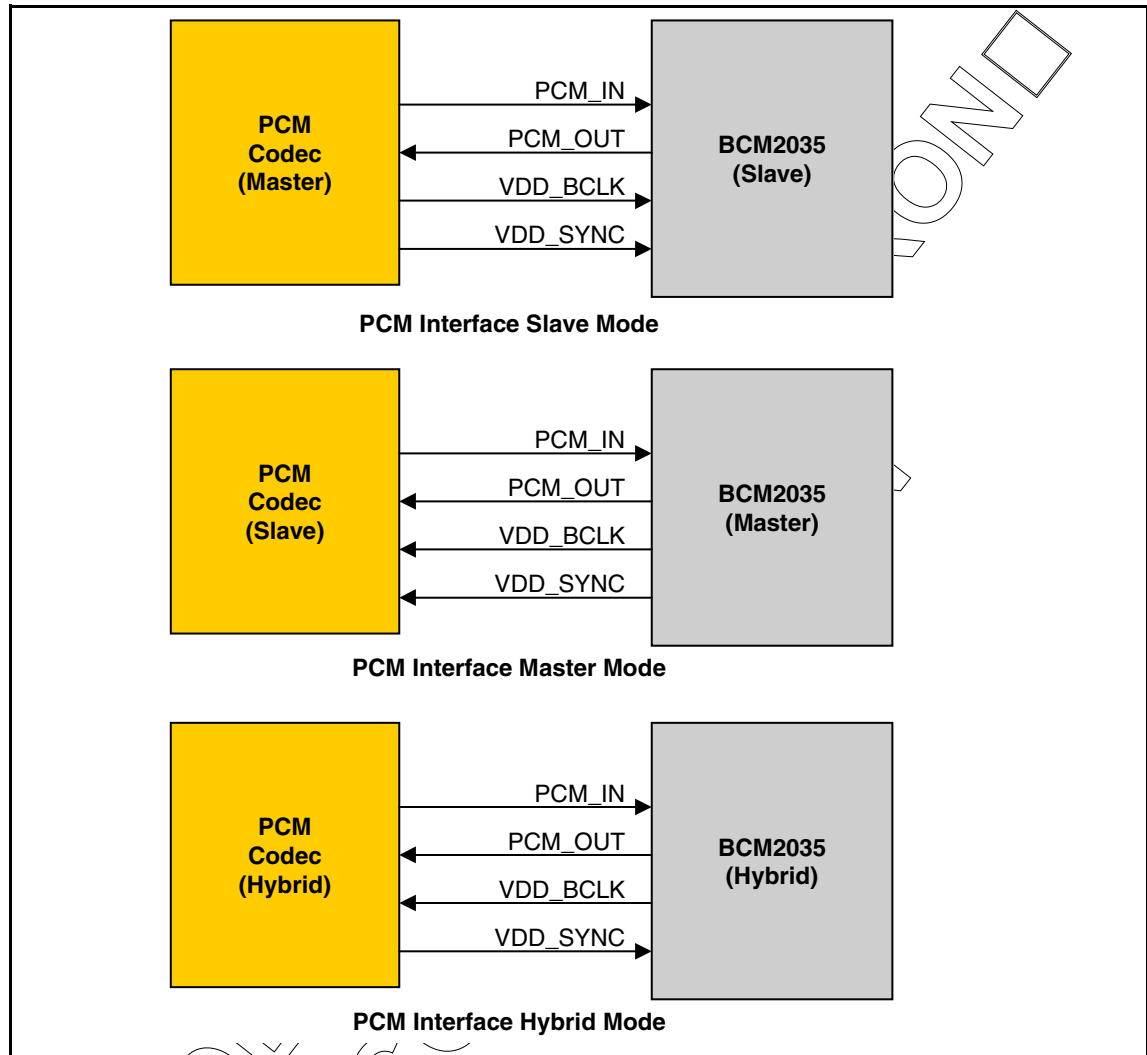 PCM
Codec
(Master)
PCM_IN
PCM_OUT
VDD_BCLK
VDD_SYNC
BCM2035
(Slave)
PCM Interface Slave Mode
PCM
Codec
(Slave)
PCM_IN
PCM_OUT
VDD_BCLK
VDD_SYNC
BCM2035
(Master)
PCM Interface Master Mode
PCM
Codec
(Hybrid)
PCM_IN
PCM_OUT
VDD_BCLK
VDD_SYNC
BCM2035
(Hybrid)
PCM Interface Hybrid Mode